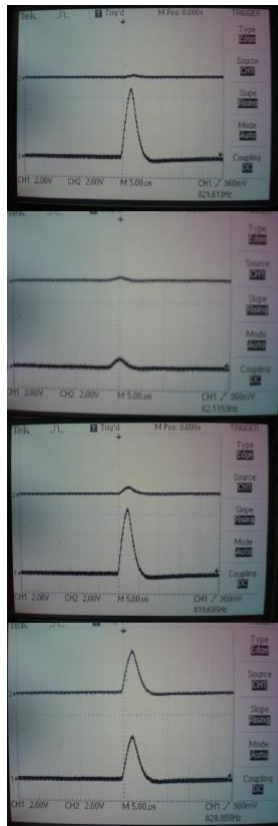 Tek
Trig'd
M Pos: 0.000s
TRIGGER
Type
Edge
Source
CH1
Slope
Rising
Mode
Auto
Coupling
DC
CH1 2.00V
CH2 2.00V
M 5.00µs
CH1 / 360mV
821.613Hz
Type
Edge
Source
CH1
Slope
Rising
Mode
Auto
Coupling
DC
CH1 2.00V
CH2 2.00V
M 5.00µs
CH1 / 360mV
Tek
Trig'd
M Pos: 0.000s
TRIGGER
Type
Edge
Source
CH1
Slope
Rising
Mode
Auto
Coupling
DC
CH1 2.00V
CH2 2.00V
M 5.00µs
CH1 / 360mV
Type
Edge
Source
CH1
Slope
Rising
Mode
Auto
Coupling
DC
CH1 2.00V
CH2 2.00V
M 5.00µs
CH1 / 360mV